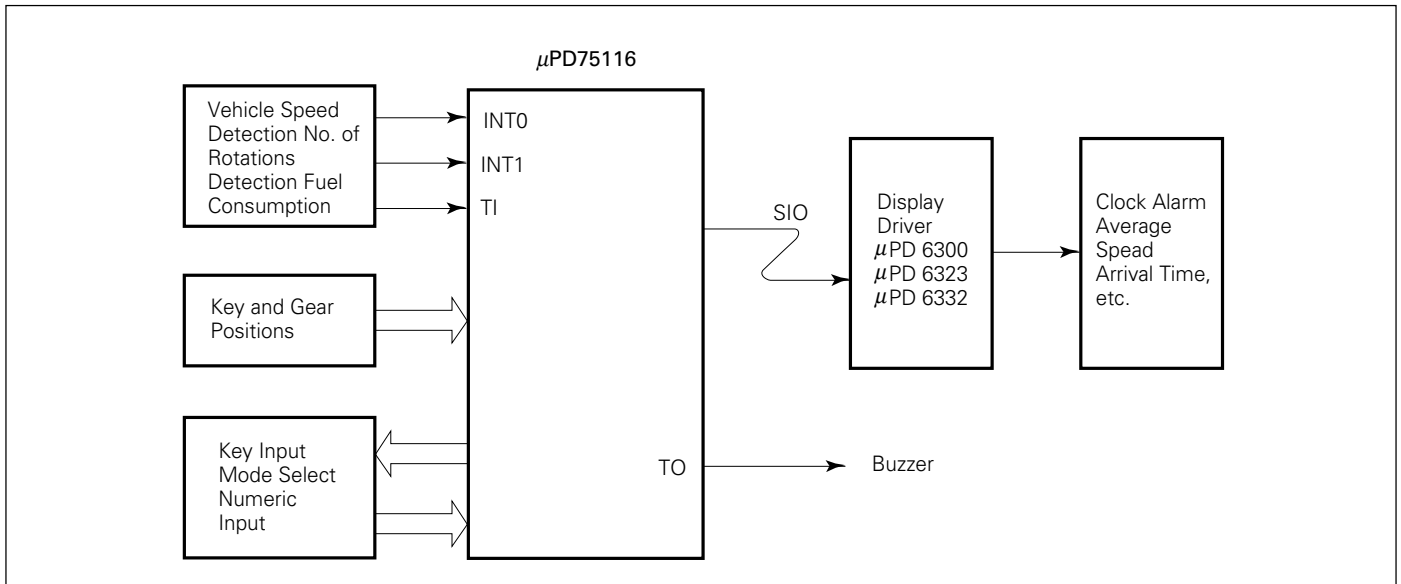 μPD75116
Vehicle Speed
Detection No. of
Rotations
Detection Fuel
Consumption
INT0
INT1
TI
Key and Gear
Positions
Key Input
Mode Select
Numeric
Input
SIO
TO
Buzzer
Display
Driver
μPD 6300
μPD 6323
μPD 6332
Clock Alarm
Average
Spead
Arrival Time,
etc.